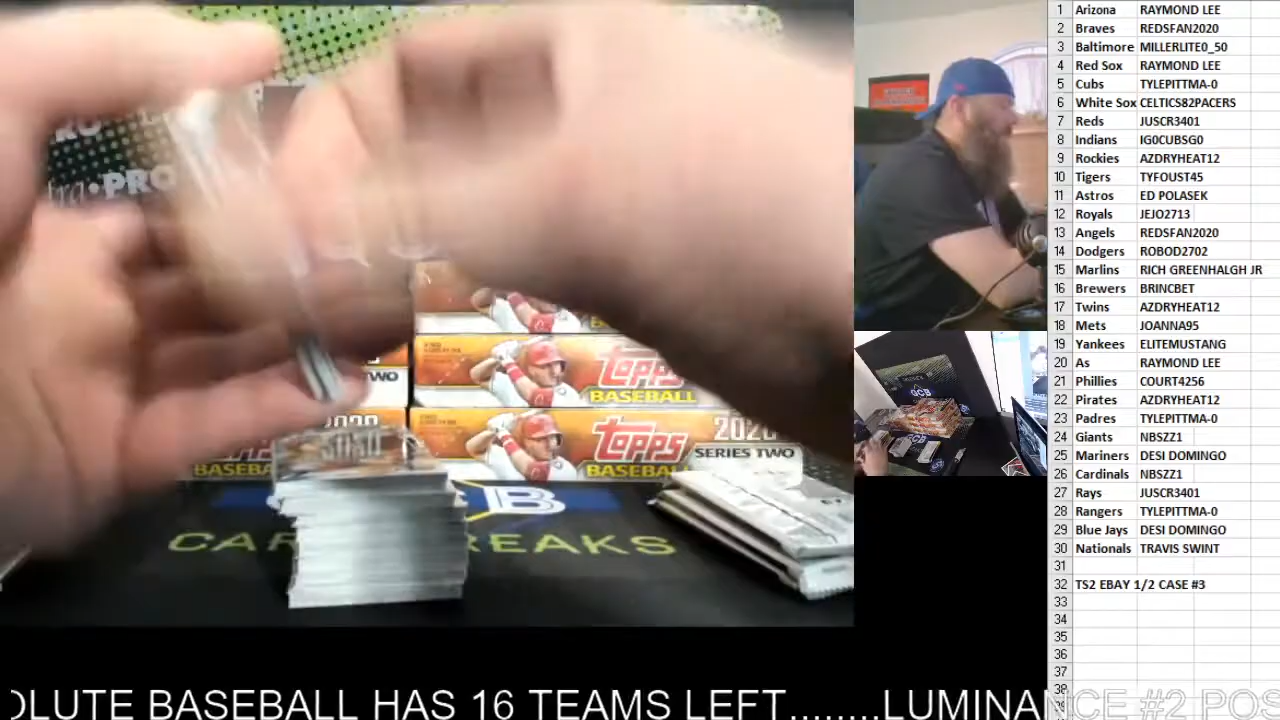 1 Arizona RAYMOND LEE
2 Braves REDSFAN2020
3 Baltimore MILLERLITE0_50
4 Red Sox RAYMOND LEE
5 Cubs TYLEPITTMA-0
6 White Sox CELTICS82PACERS
7 Reds JUSCR3401
8 Indians IG0CUBSG0
9 Rockies AZDRYHEAT12
10 Tigers TYFOUST45
11 Astros ED POLASEK
12 Royals JEJO2713
13 Angels REDSFAN2020
14 Dodgers ROBOD2702
15 Marlins RICH GREENHALGH JR
16 Brewers BRINCBET
17 Twins AZDRYHEAT12
18 Mets JOANNA95
19 Yankees ELITEMUSTANG
20 As RAYMOND LEE
21 Phillies COURT4256
22 Pirates AZDRYHEAT12
23 Padres TYLEPITTMA-0
24 Giants NBSZZ1
25 Mariners DESI DOMINGO
26 Cardinals NBSZZ1
27 Rays JUSCR3401
28 Rangers TYLEPITTMA-0
29 Blue Jays DESI DOMINGO
30 Nationals TRAVIS SWINT
31
32 TS2 EBAY 1/2 CASE #3
33
34
35
36
37
38
PRO
TWO
TOPPS
BASEBALL
2020
TOPPS
BASEBALL
2020
SERIES TWO
BASEBA
B
CAR REAKS
OLUTE BASEBALL HAS 16 TEAMS LEFT........LUMINANCE #2 POS